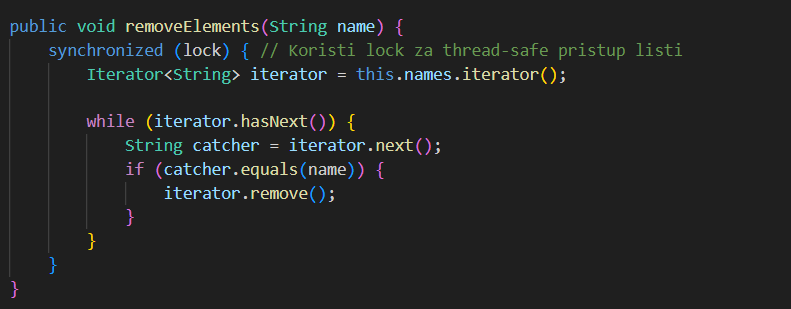 public void removeElements(String name) {
synchronized (lock) { // Koristi lock za thread-safe pristup listi
Iterator<String> iterator = this.names.iterator();
while (iterator.hasNext()) {
String catcher = iterator.next();
if (catcher.equals(name)) {
iterator.remove();
}
}
}
}